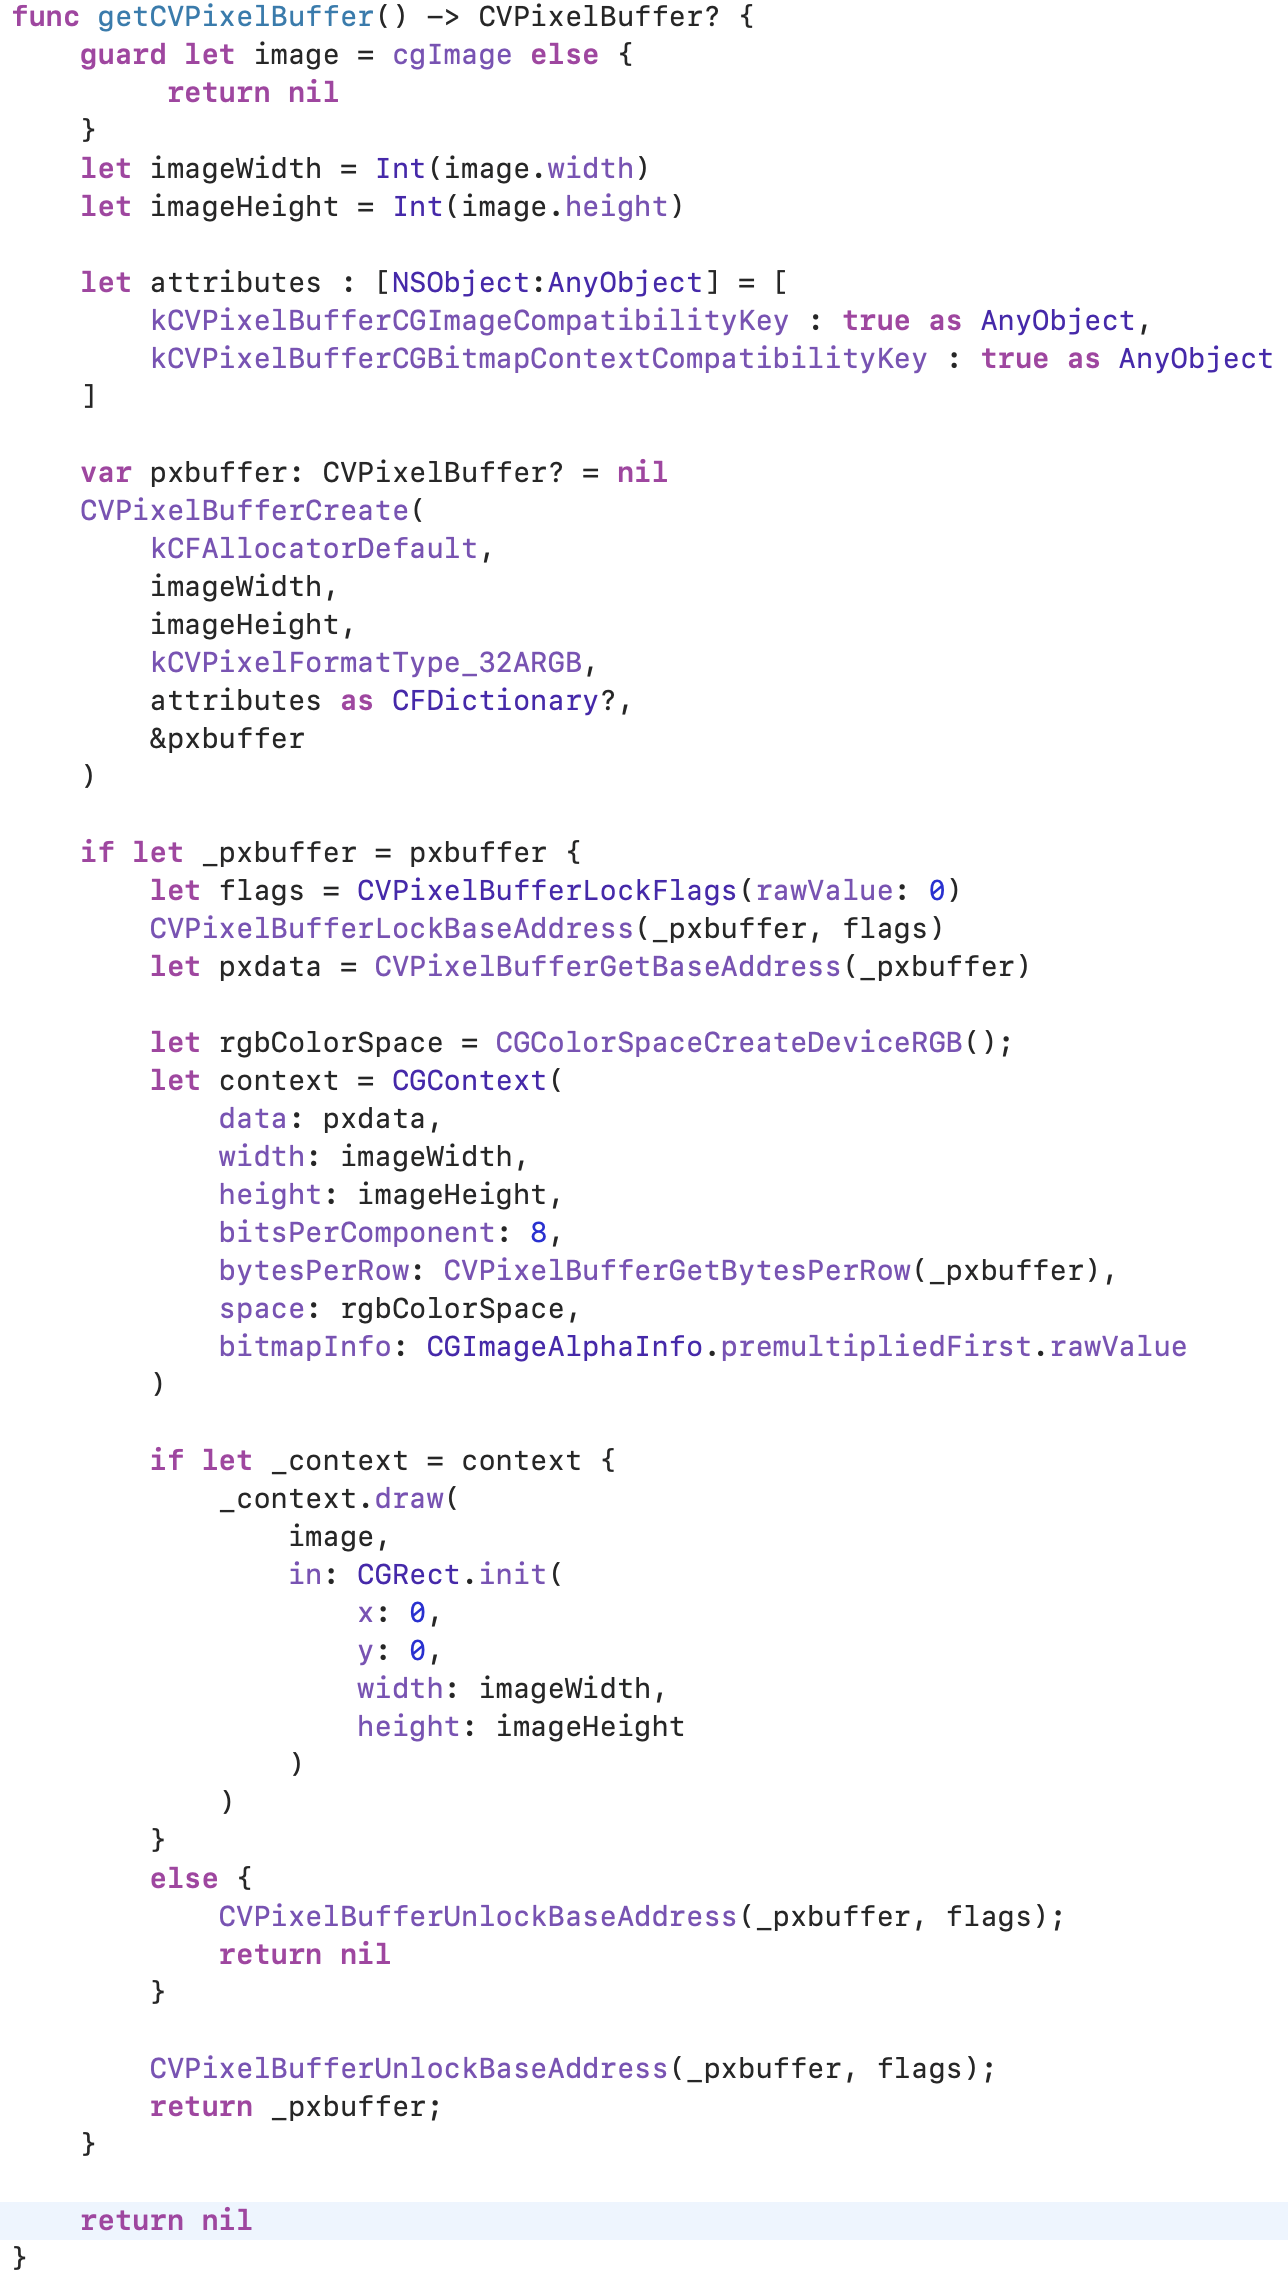 func getCVPixelBuffer() -> CVPixelBuffer? {
    guard let image = cgImage else {
         return nil
    }
    let imageWidth = Int(image.width)
    let imageHeight = Int(image.height)

    let attributes : [NSObject:AnyObject] = [
        kCVPixelBufferCGImageCompatibilityKey : true as AnyObject,
        kCVPixelBufferCGBitmapContextCompatibilityKey : true as AnyObject
    ]

    var pxbuffer: CVPixelBuffer? = nil
    CVPixelBufferCreate(
        kCFAllocatorDefault,
        imageWidth,
        imageHeight,
        kCVPixelFormatType_32ARGB,
        attributes as CFDictionary?,
        &pxbuffer
    )

    if let _pxbuffer = pxbuffer {
        let flags = CVPixelBufferLockFlags(rawValue: 0)
        CVPixelBufferLockBaseAddress(_pxbuffer, flags)
        let pxdata = CVPixelBufferGetBaseAddress(_pxbuffer)

        let rgbColorSpace = CGColorSpaceCreateDeviceRGB();
        let context = CGContext(
            data: pxdata,
            width: imageWidth,
            height: imageHeight,
            bitsPerComponent: 8,
            bytesPerRow: CVPixelBufferGetBytesPerRow(_pxbuffer),
            space: rgbColorSpace,
            bitmapInfo: CGImageAlphaInfo.premultipliedFirst.rawValue
        )

        if let _context = context {
            _context.draw(
                image,
                in: CGRect.init(
                    x: 0,
                    y: 0,
                    width: imageWidth,
                    height: imageHeight
                )
            )
        }
        else {
            CVPixelBufferUnlockBaseAddress(_pxbuffer, flags);
            return nil
        }

        CVPixelBufferUnlockBaseAddress(_pxbuffer, flags);
        return _pxbuffer;
    }

    return nil
}